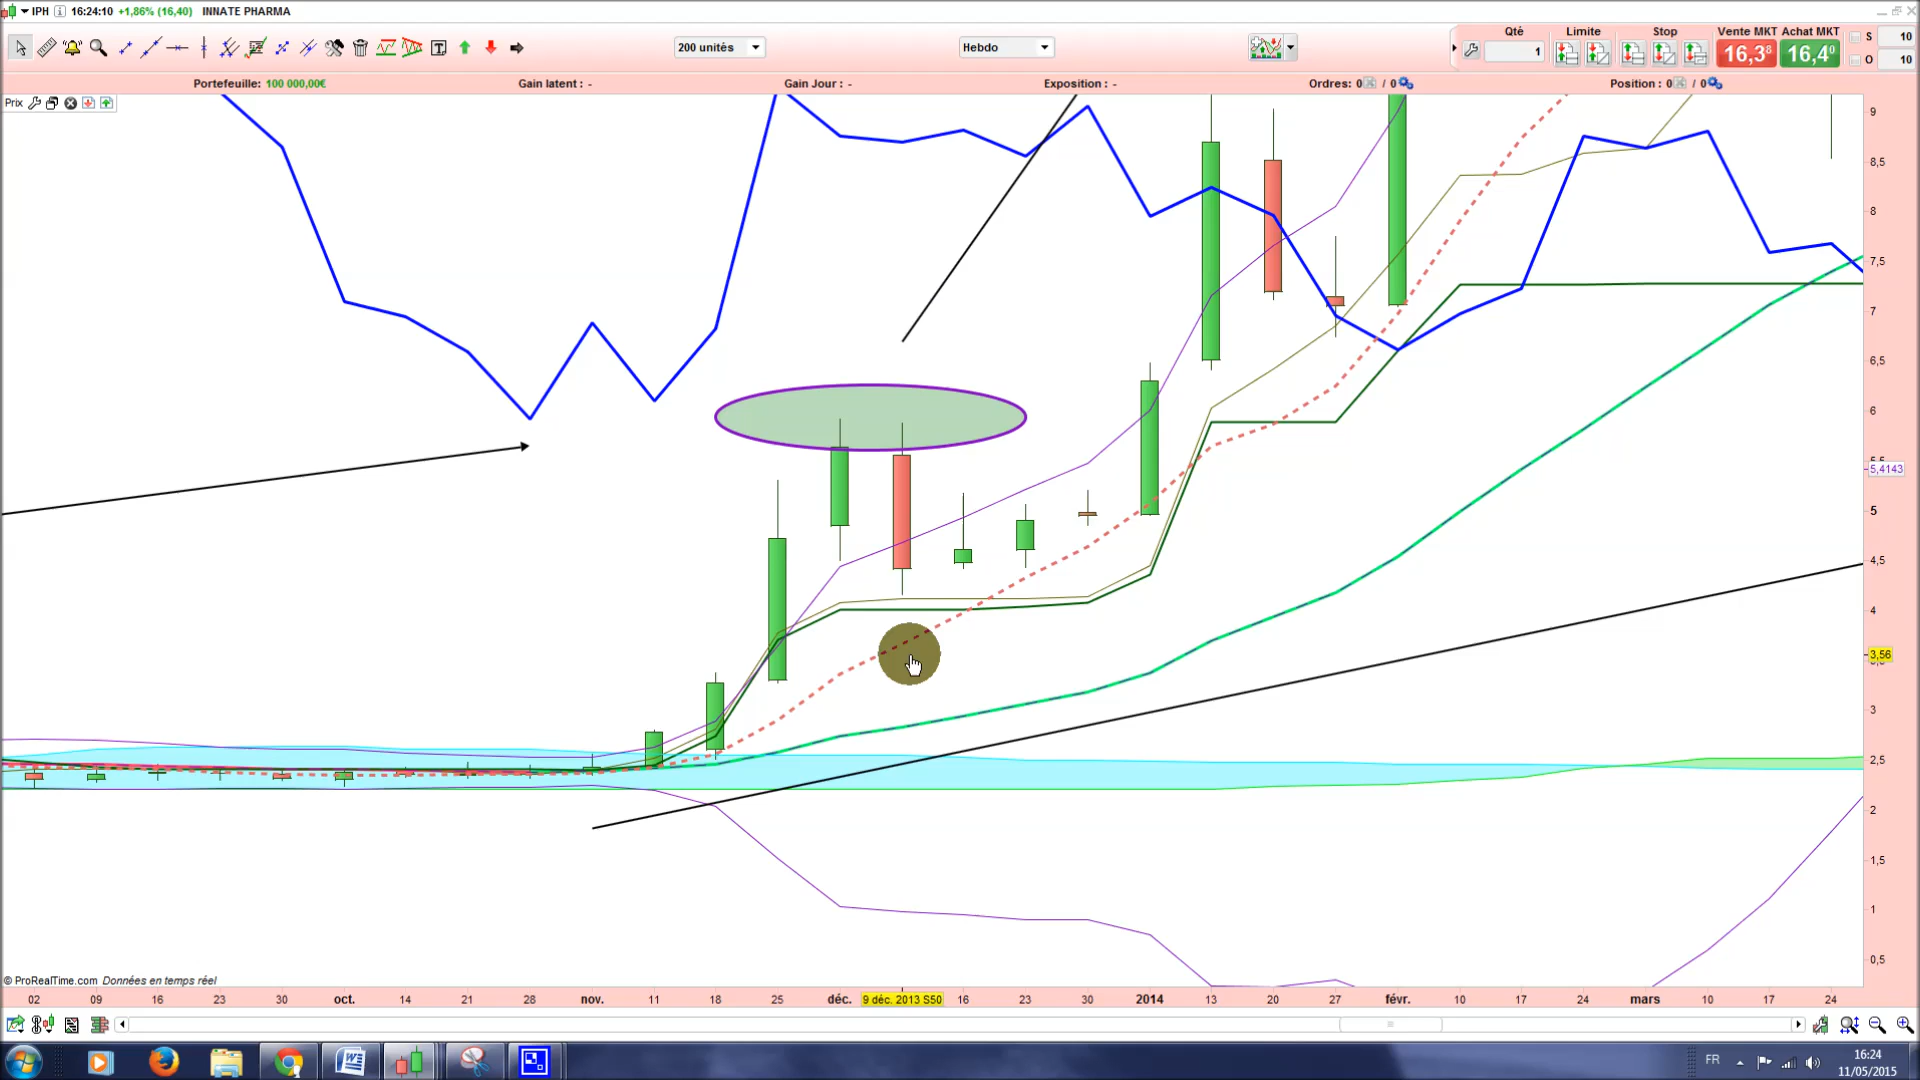 IPH 16:24:10 +1,86% (16,40) INNATE PHARMA
200 unités
Hebdo
Qté Limite Stop Vente MKT Achat MKT
1
16,3⁸ 16,4⁰
S 10
O 10
Portefeuille: 100 000,00€ Gain latent : - Gain Jour : - Exposition : - Ordres: 0 / 0 Position : 0 / 0
Prix
9
8,5
8
7,5
7
6,5
6
5,4143
5
4,5
4
3,56
3
2,5
2
1,5
1
0,5
© ProRealTime.com Données en temps réel
02 09 16 23 30 oct. 14 21 28 nov. 11 18 25 déc. 9 déc. 2013 S50 16 23 30 2014 13 20 27 févr. 10 17 24 mars 10 17 24
FR
16:24
11/05/2015